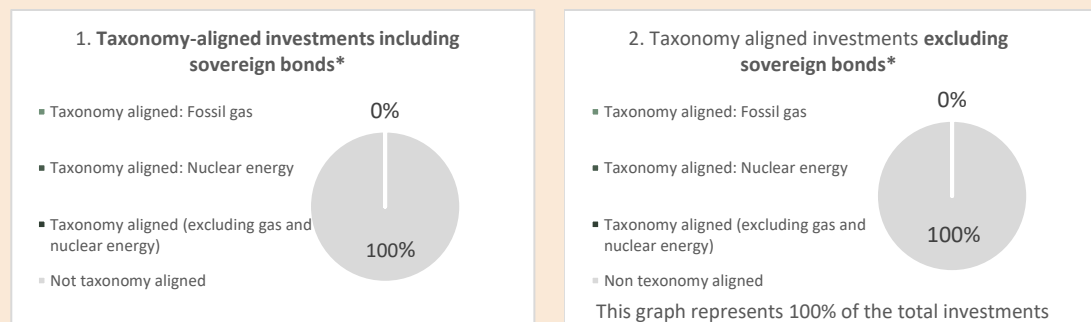 1. Taxonomy-aligned investments including
sovereign bonds*
Taxonomy aligned: Fossil gas
Taxonomy aligned: Nuclear energy
Taxonomy aligned (excluding gas and
nuclear energy)
Not taxonomy aligned
0%
100%
2. Taxonomy aligned investments excluding
sovereign bonds*
Taxonomy aligned: Fossil gas
Taxonomy aligned: Nuclear energy
Taxonomy aligned (excluding gas and
nuclear energy)
Non texonomy aligned
0%
100%
This graph represents 100% of the total investments